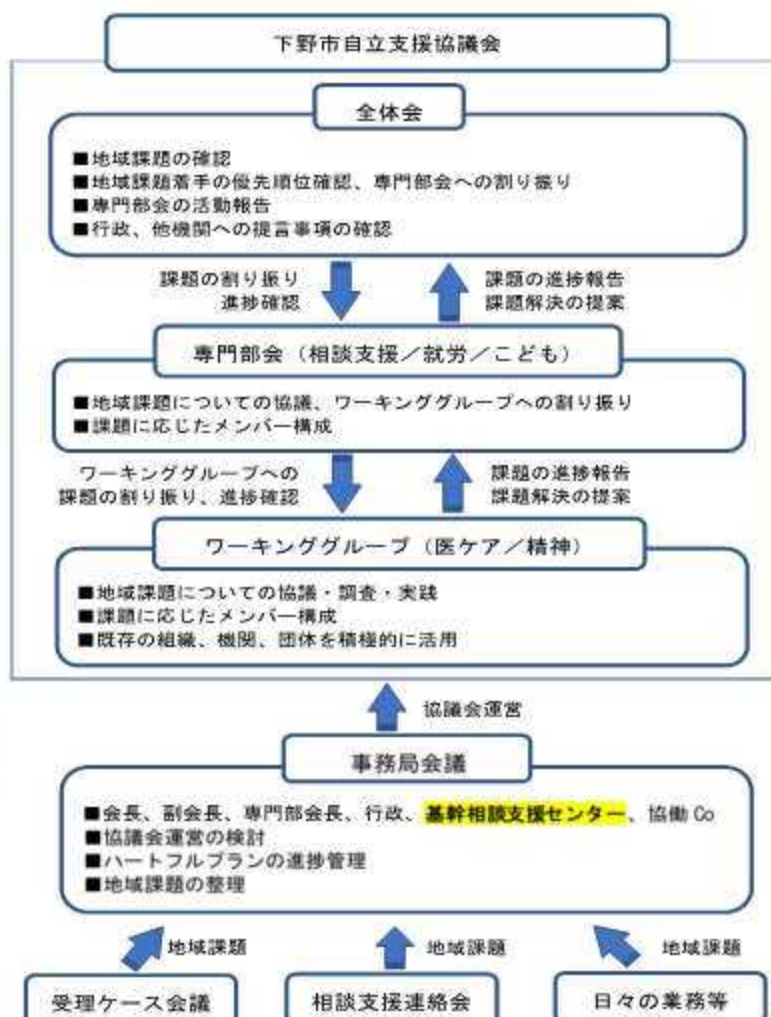 下野市自立支援協議会
全体会
■地域課題の確認
■地域課題着手の優先順位確認、専門部会への割り振り
■専門部会の活動報告
■行政、他機関への提言事項の確認
課題の割り振り
進捗確認
課題の進捗報告
課題解決の提案
専門部会（相談支援／就労／こども）
■地域課題についての協議、ワーキンググループへの割り振り
■課題に応じたメンバー構成
ワーキンググループへの
課題の割り振り、進捗確認
課題の進捗報告
課題解決の提案
ワーキンググループ（医ケア／精神）
■地域課題についての協議・調査・実践
■課題に応じたメンバー構成
■既存の組織、機関、団体を積極的に活用
協議会運営
事務局会議
■会長、副会長、専門部会長、行政、基幹相談支援センター、協働 Co
■協議会運営の検討
■ハートフルプランの進捗管理
■地域課題の整理
地域課題
地域課題
地域課題
受理ケース会議
相談支援連絡会
日々の業務等